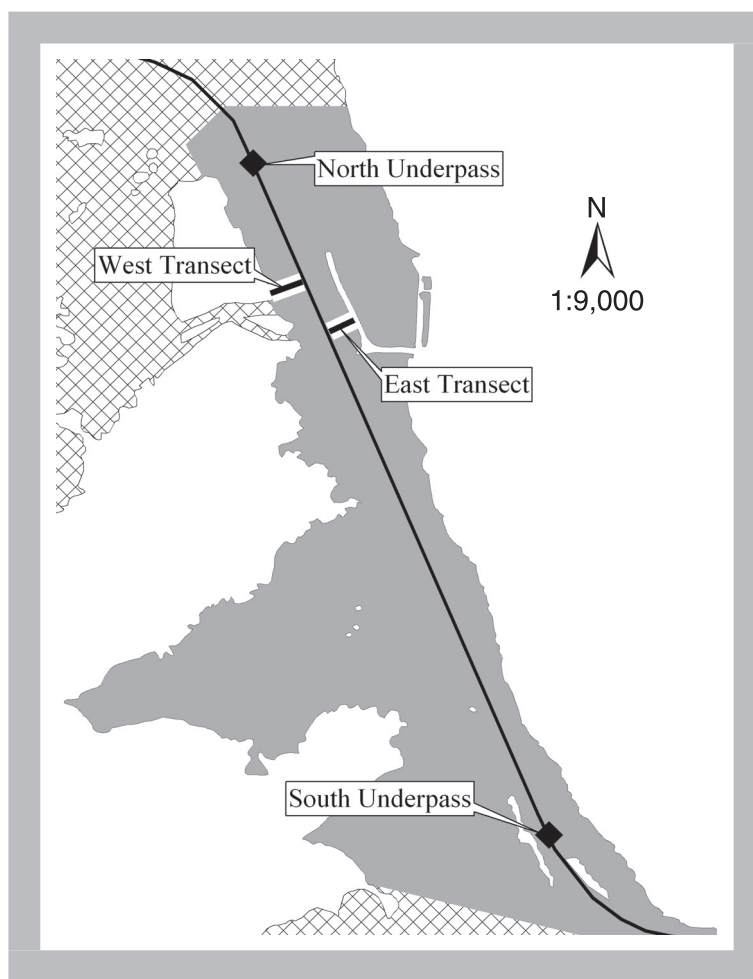 North Underpass
N
West Transect
1:9,000
East Transect
South Underpass